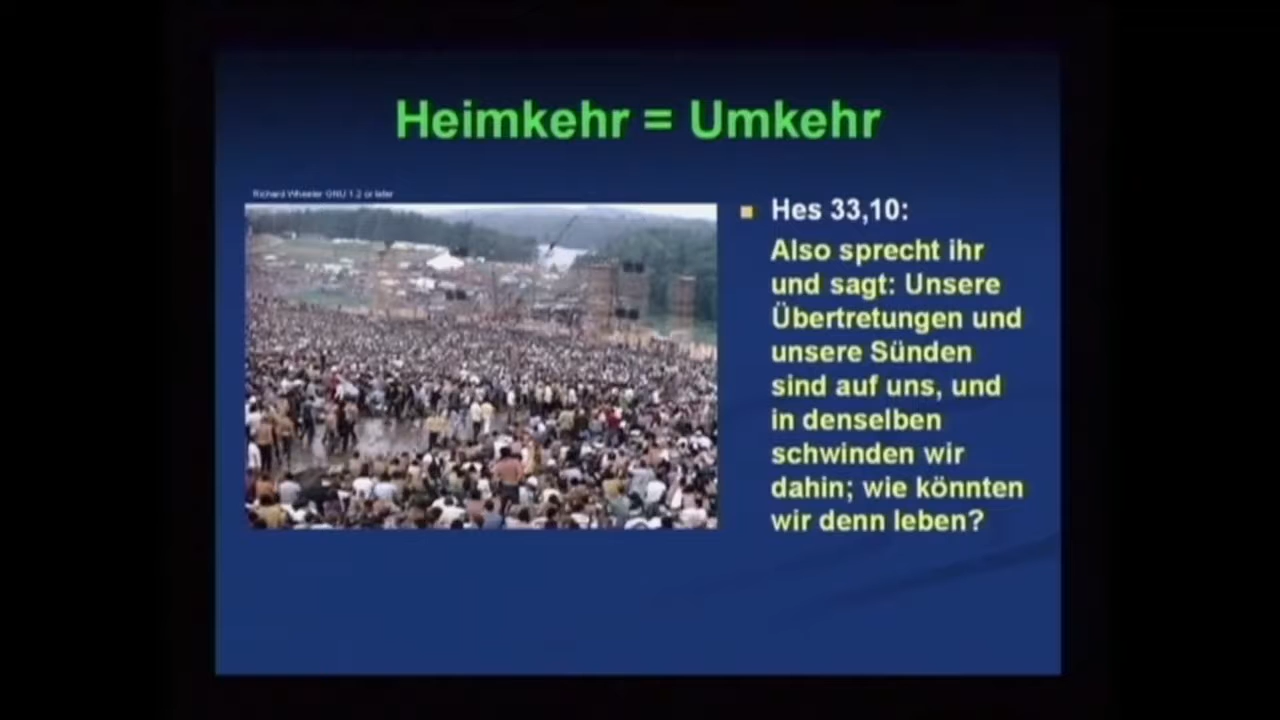 Heimkehr = Umkehr
Richard Wheeler GNU 1.2 or later
Hes 33,10:
Also sprecht ihr
und sagt: Unsere
Übertretungen und
unsere Sünden
sind auf uns, und
in denselben
schwinden wir
dahin; wie könnten
wir denn leben?